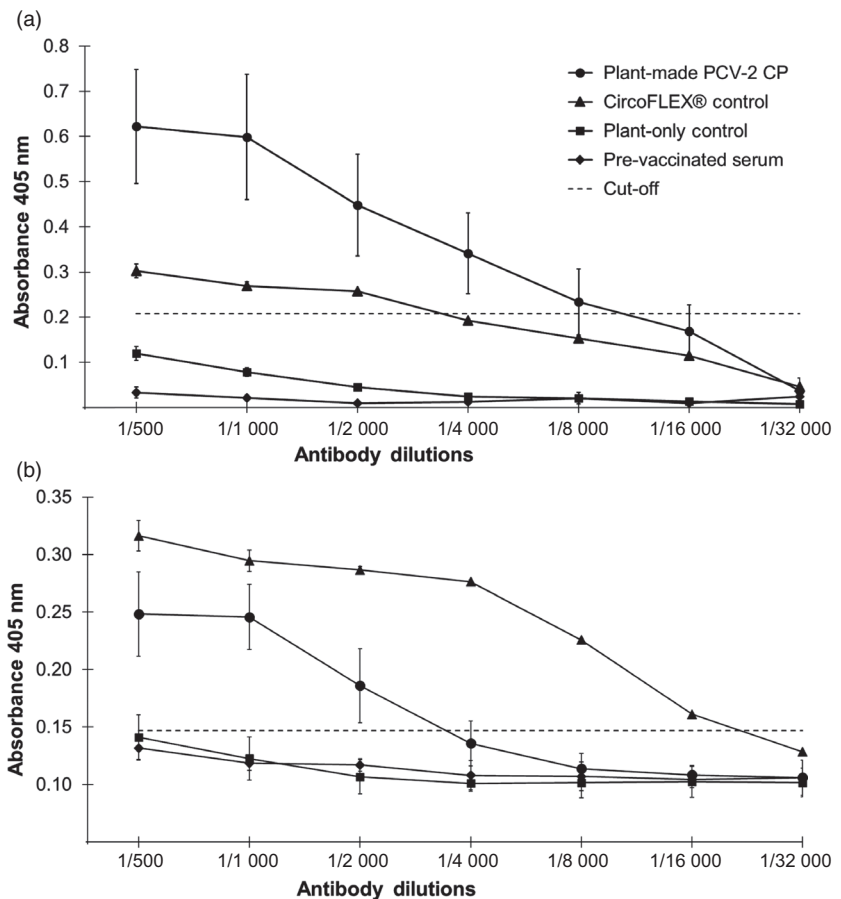 (a)
0.8
0.7
0.6
0.5
0.4
0.3
0.2
0.1
Absorbance 405 nm
Plant-made PCV-2 CP
CircoFLEX® control
Plant-only control
Pre-vaccinated serum
Cut-off
1/500 1/1 000 1/2 000 1/4 000 1/8 000 1/16 000 1/32 000
Antibody dilutions
(b)
0.35
0.30
0.25
0.20
0.15
0.10
Absorbance 405 nm
1/500 1/1 000 1/2 000 1/4 000 1/8 000 1/16 000 1/32 000
Antibody dilutions